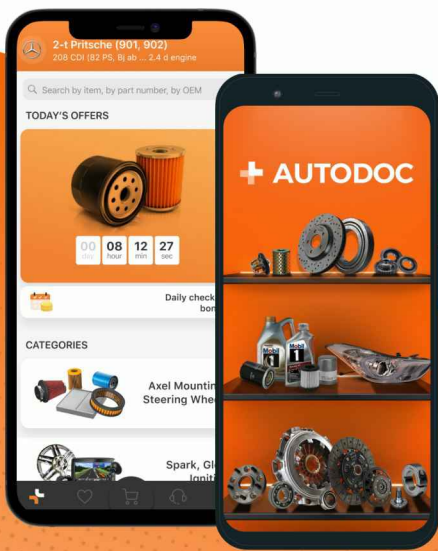 2-t Pritsche (901, 902)
208 CDI (82 PS, Bj ab ... 2.4 d engine
Search by item, by part number, by OEM
TODAY'S OFFERS
00 08 12 27
day hour min sec
Daily check
CATEGORIES
Axel Mountin
Steering Whe
Spark, Gl
Igniti
AUTODOC
Mobil 1
Mobil 1